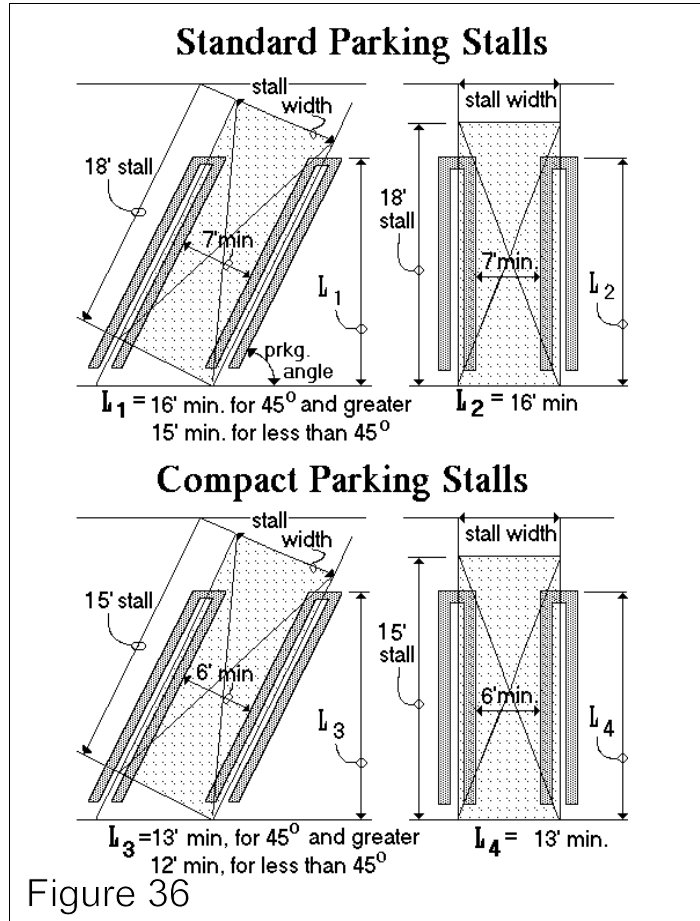 Standard Parking Stalls
stall
width
18' stall
7'min
L1
prkg.
angle
L1 = 16' min. for 45° and greater
15' min. for less than 45°
stall width
18'
stall
7'min.
L2
L2 = 16' min
Compact Parking Stalls
stall
width
15' stall
6' min
L3
L3 =13' min, for 45° and greater
12' min, for less than 45°
stall width
15'
stall
6'min.
L4
L4 = 13' min.
Figure 36